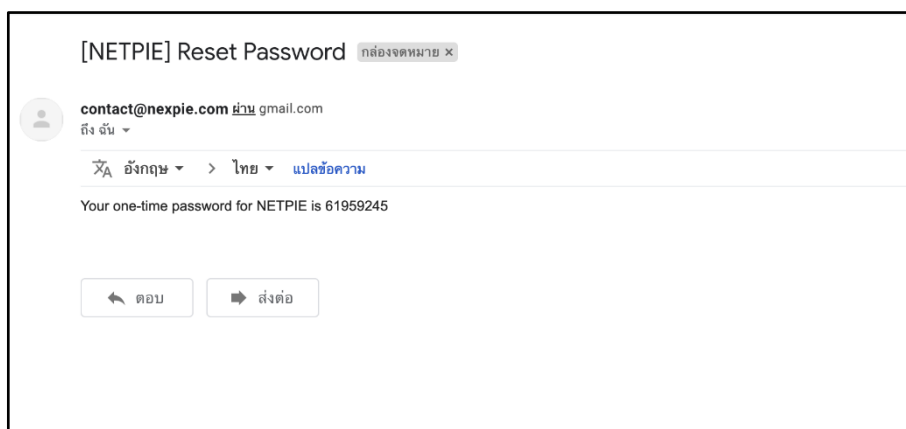 [NETPIE] Reset Password กล่องจดหมาย ×
contact@nexpie.com ผ่าน gmail.com
ถึง ฉัน
อังกฤษ > ไทย แปลข้อความ
Your one-time password for NETPIE is 61959245
ตอบ ส่งต่อ